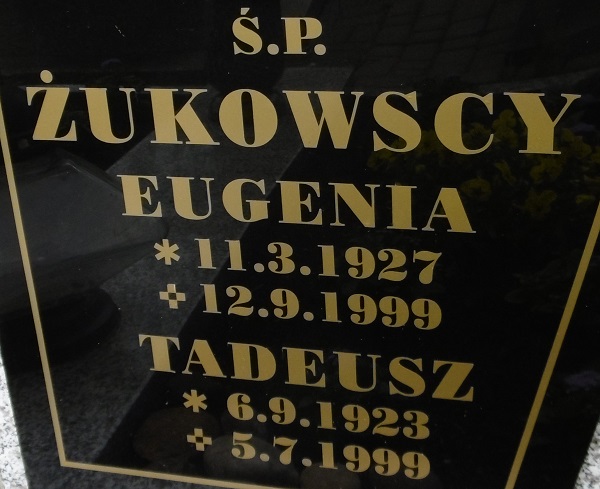 Ś.P.
ŻUKOWSCY
EUGENIA
* 11.3.1927
✢ 12.9.1999
TADEUSZ
* 6.9.1923
✢ 5.7.1999